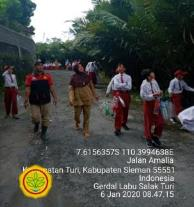 7.6156357S 110.3994638E
Jalan Amalia
Kecamatan Turi, Kabupaten Sleman 55551
Indonesia
Gerdal Labu Salak Turi
6 Jan 2020 08.47.15